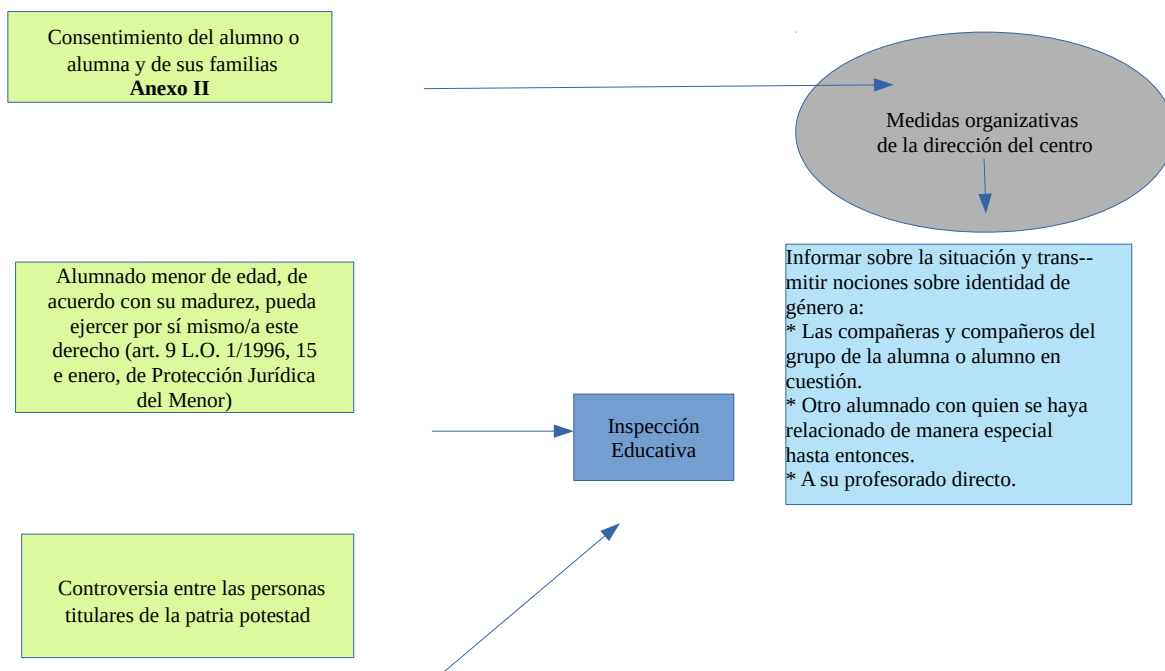 Consentimiento del alumno o
alumna y de sus familias
Anexo II
Medidas organizativas
de la dirección del centro
Alumnado menor de edad, de
acuerdo con su madurez, pueda
ejercer por sí mismo/a este
derecho (art. 9 L.O. 1/1996, 15
e enero, de Protección Jurídica
del Menor)
Inspección
Educativa
Informar sobre la situación y trans--
mitir nociones sobre identidad de
género a:
* Las compañeras y compañeros del
grupo de la alumna o alumno en
cuestión.
* Otro alumnado con quien se haya
relacionado de manera especial
hasta entonces.
* A su profesorado directo.
Controversia entre las personas
titulares de la patria potestad